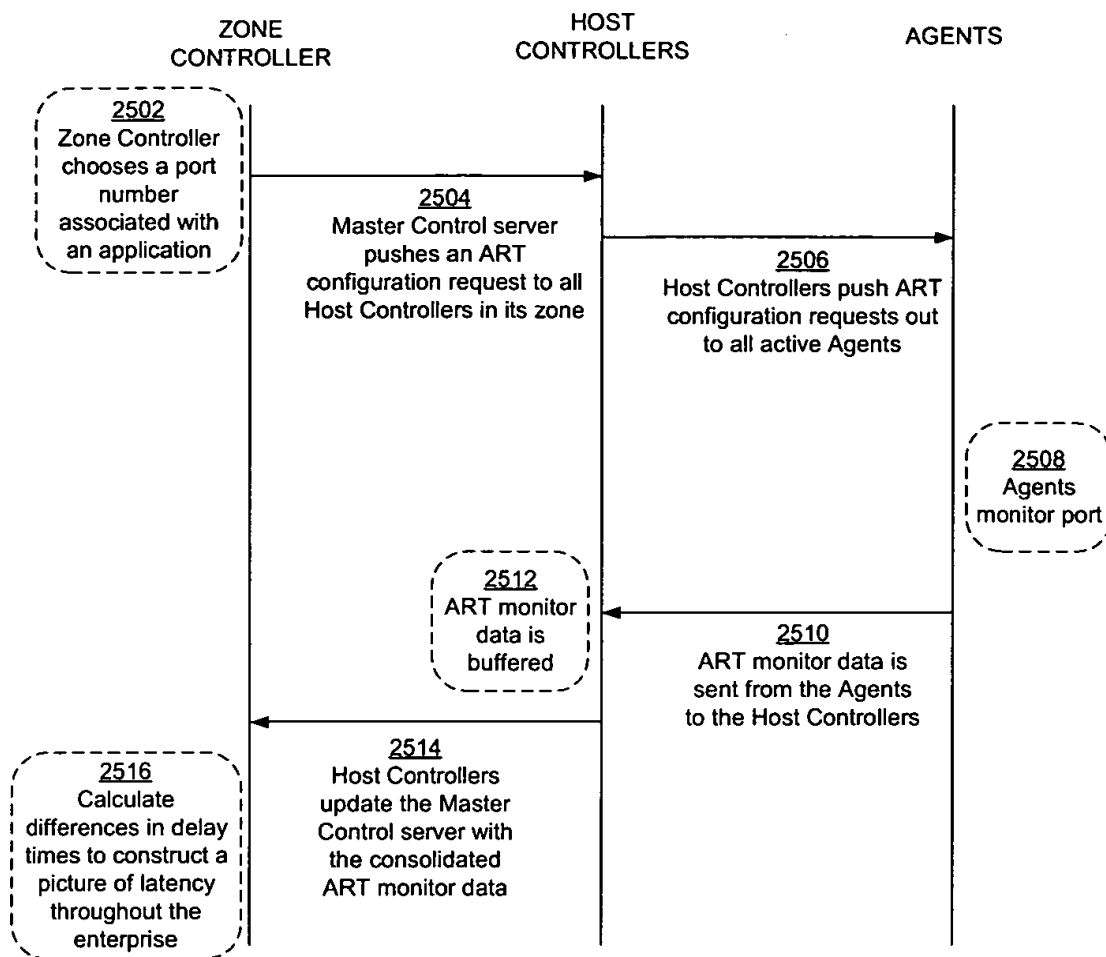 ZONE
CONTROLLER
HOST
CONTROLLERS
AGENTS
2502
Zone Controller
chooses a port
number
associated with
an application
2504
Master Control server
pushes an ART
configuration request to all
Host Controllers in its zone
2506
Host Controllers push ART
configuration requests out
to all active Agents
2508
Agents
monitor port
2510
ART monitor data is
sent from the Agents
to the Host Controllers
2512
ART monitor
data is
buffered
2514
Host Controllers
update the Master
Control server with
the consolidated
ART monitor data
2516
Calculate
differences in delay
times to construct a
picture of latency
throughout the
enterprise